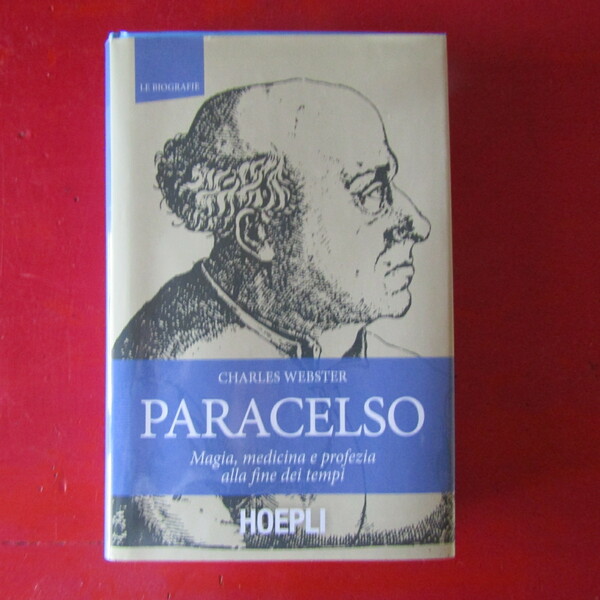 LE BIOGRAFIE
CHARLES WEBSTER
PARACELSO
Magia, medicina e profezia
alla fine dei tempi
HOEPLI